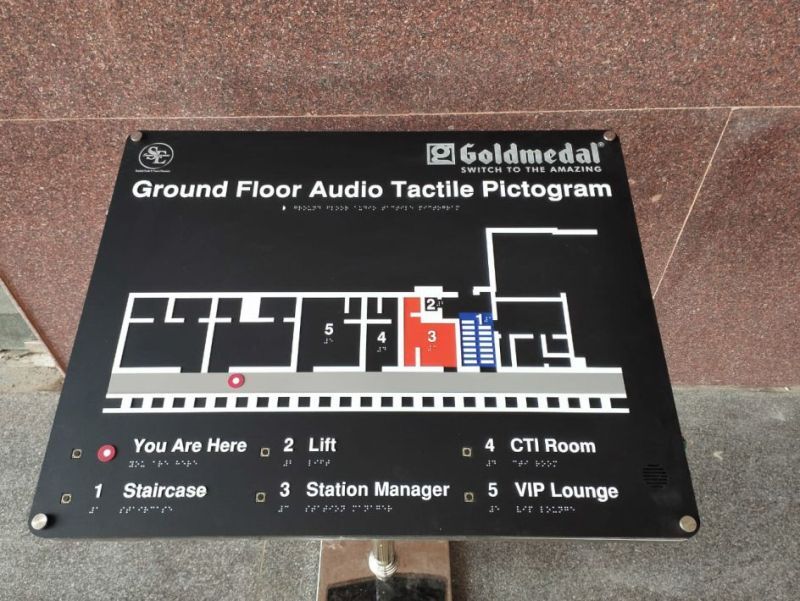 SE
Goldmedal®
SWITCH TO THE AMAZING
Ground Floor Audio Tactile Pictogram
2
1
5
4
3
You Are Here
2 Lift
4 CTI Room
1 Staircase
3 Station Manager
5 VIP Lounge